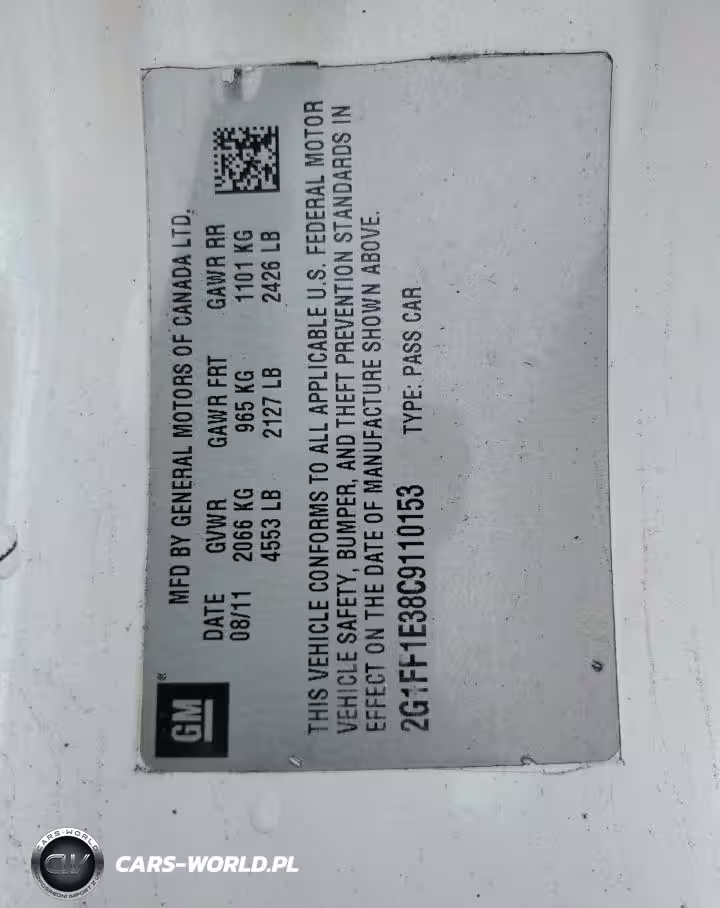 GM
MFD BY GENERAL MOTORS OF CANADA LTD.
DATE GVWR GAWR FRT GAWR RR
08/11 2066 KG 965 KG 1101 KG
4553 LB 2127 LB 2426 LB
THIS VEHICLE CONFORMS TO ALL APPLICABLE U.S. FEDERAL MOTOR
VEHICLE SAFETY, BUMPER, AND THEFT PREVENTION STANDARDS IN
EFFECT ON THE DATE OF MANUFACTURE SHOWN ABOVE.
2G1FF1E38C9110153 TYPE: PASS CAR
CARS-WORLD
CARS-WORLD.PL